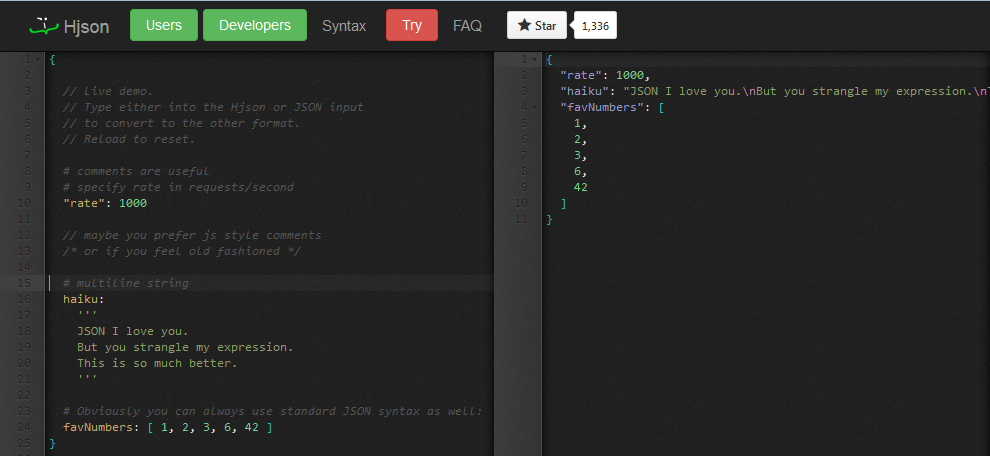 Hjson Users Developers Syntax Try FAQ Star 1,336
1 {
2
3 // Live demo.
4 // Type either into the Hjson or JSON input
5 // to convert to the other format.
6 // Reload to reset.
7
8 # comments are useful
9 # specify rate in requests/second
10 "rate": 1000
11
12 // maybe you prefer js style comments
13 /* or if you feel old fashioned */
14
15 # multiline string
16 haiku:
17 '''
18 JSON I love you.
19 But you strangle my expression.
20 This is so much better.
21 '''
22
23 # Obviously you can always use standard JSON syntax as well:
24 favNumbers: [ 1, 2, 3, 6, 42 ]
25 }
1 {
2 "rate": 1000,
3 "haiku": "JSON I love you.\nBut you strangle my expression.\n
4 "favNumbers": [
5 1,
6 2,
7 3,
8 6,
9 42
10 ]
11 }